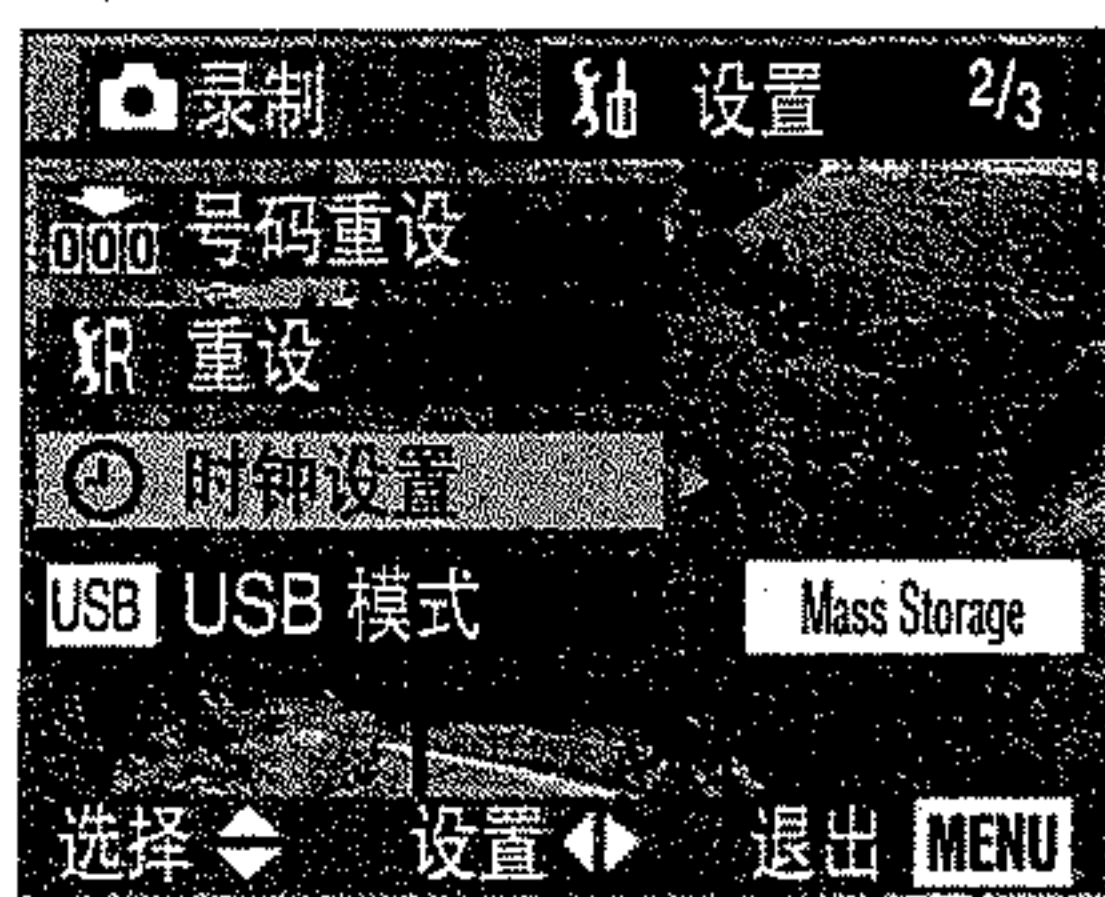 录制 设置 2/3
000 号码重设
R 重设
时钟设置
USB USB 模式 Mass Storage
选择 设置 退出 MENU